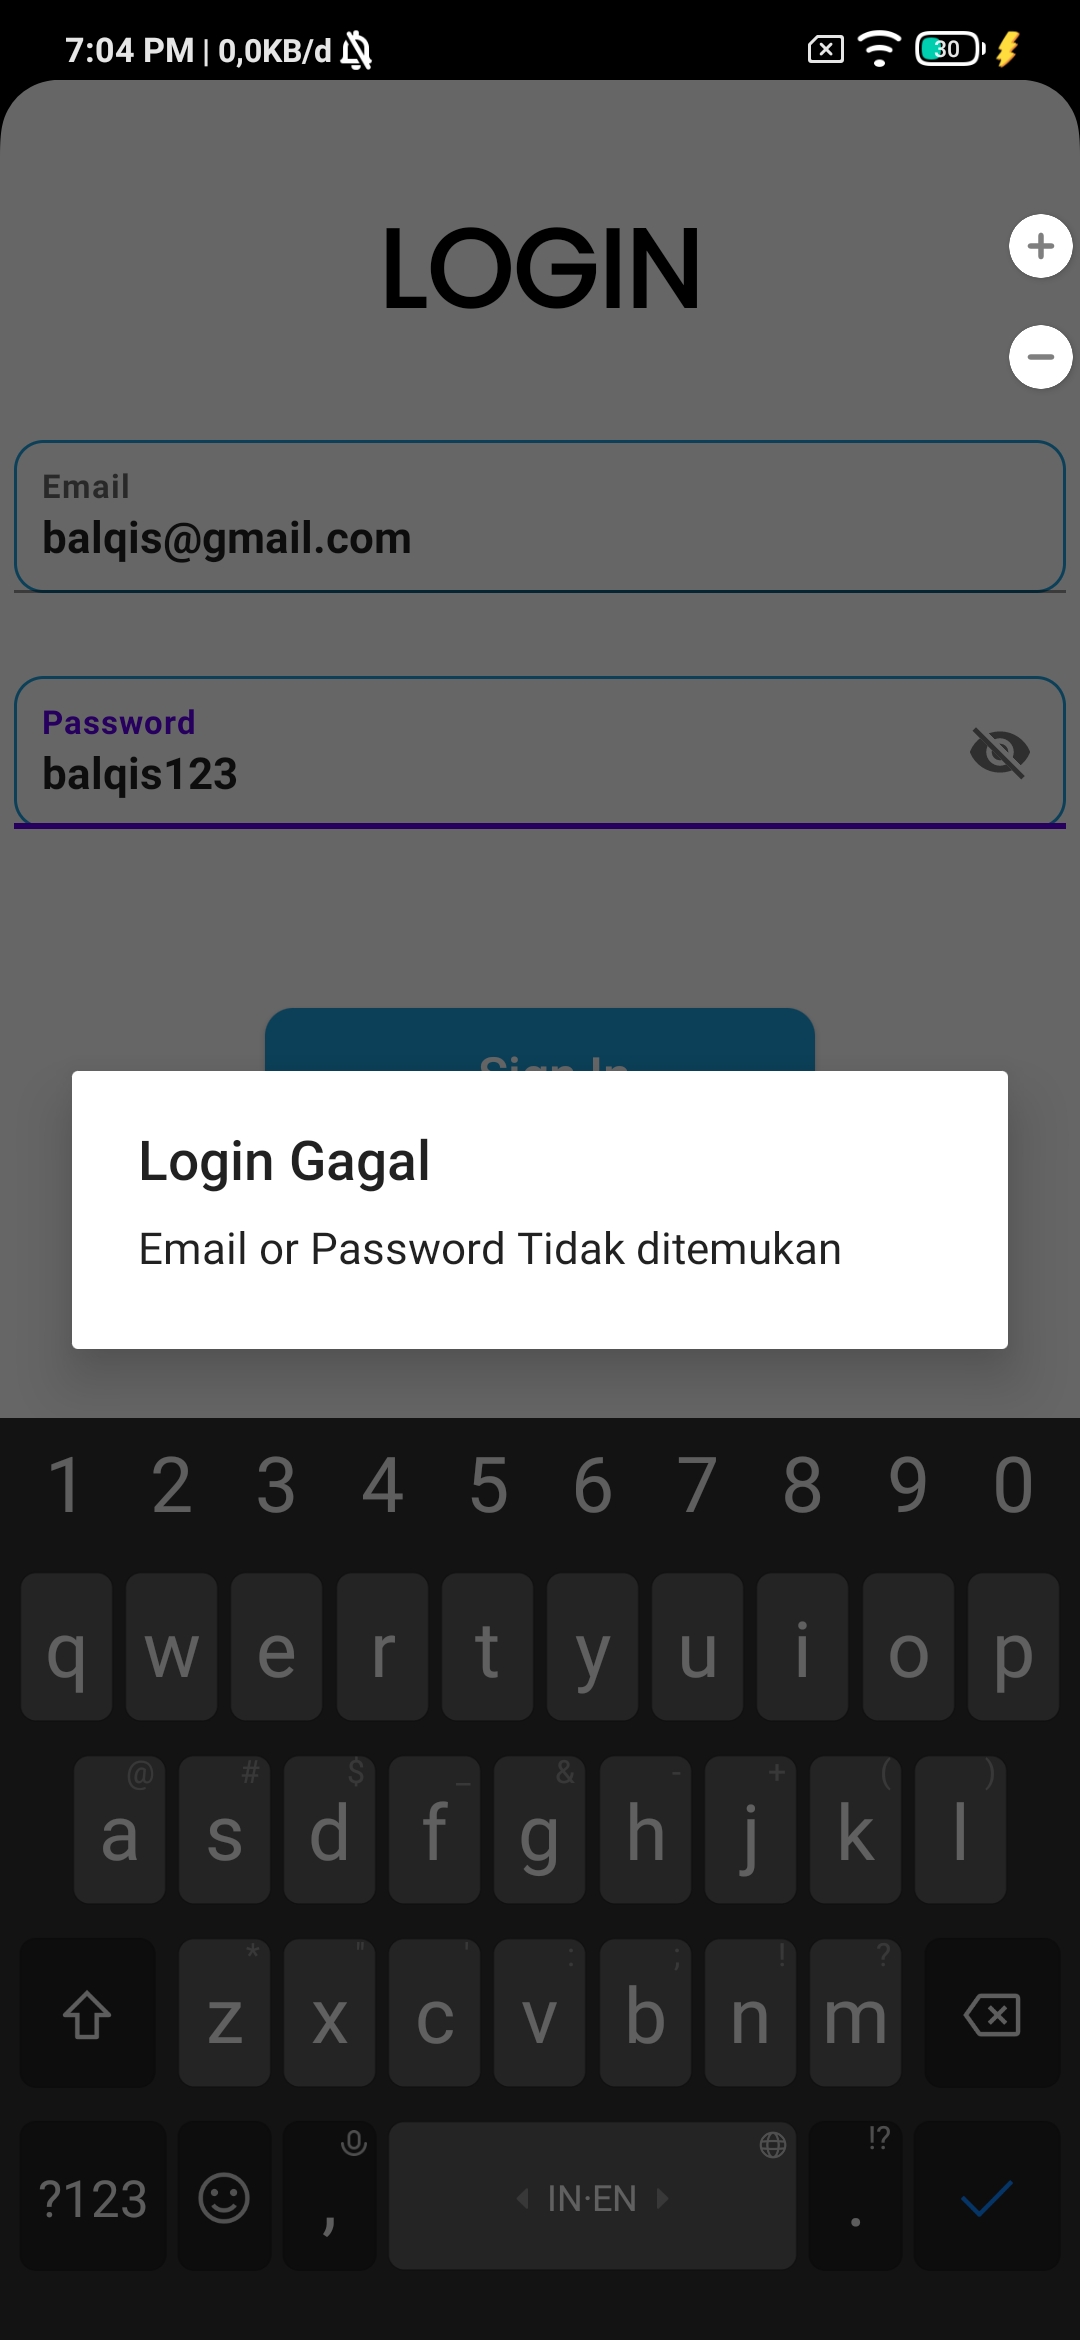 7:04 PM | 0,0KB/d
30
LOGIN
Email
balqis@gmail.com
Password
balqis123
Sign In
Login Gagal
Email or Password Tidak ditemukan
1 2 3 4 5 6 7 8 9 0
q w e r t y u i o p
@ # $ _ & - + ( )
a s d f g h j k l
* " ' : ; ! ?
z x c v b n m
!?
?123 , IN·EN .